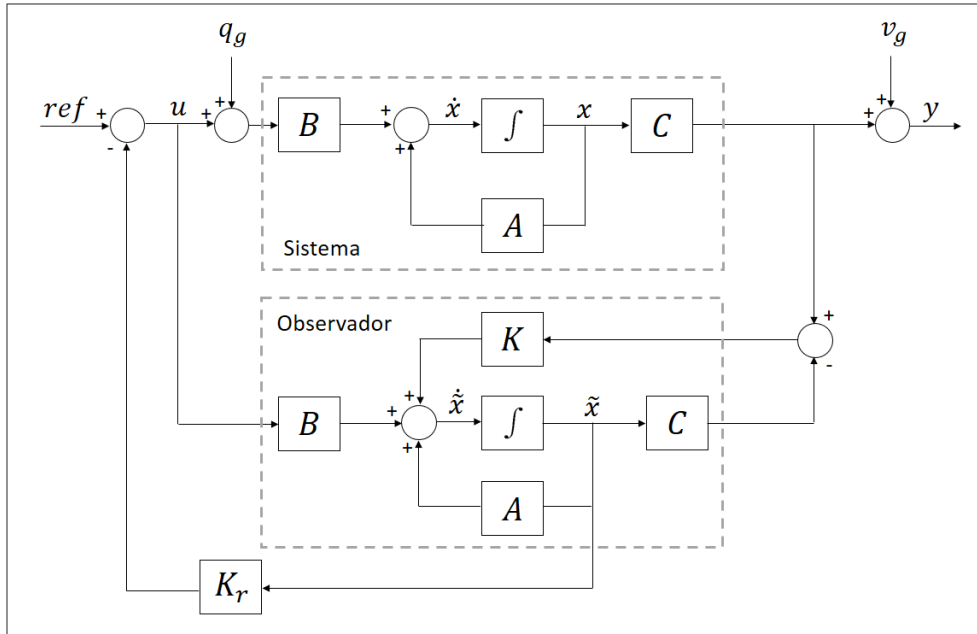 q_g
v_g
ref + u + + B + ẋ ∫ x C + + y
-
+
A
Sistema
Observador
+
K
-
+
B + x̃̇ ∫ x̃ C
+
A
K_r